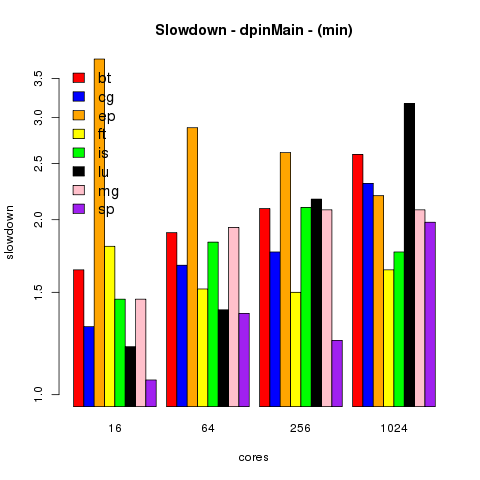 Slowdown - dpinMain - (min)
slowdown
3.5
3.0
2.5
2.0
1.5
1.0
bt
cg
ep
ft
is
lu
mg
sp
16
64
256
1024
cores